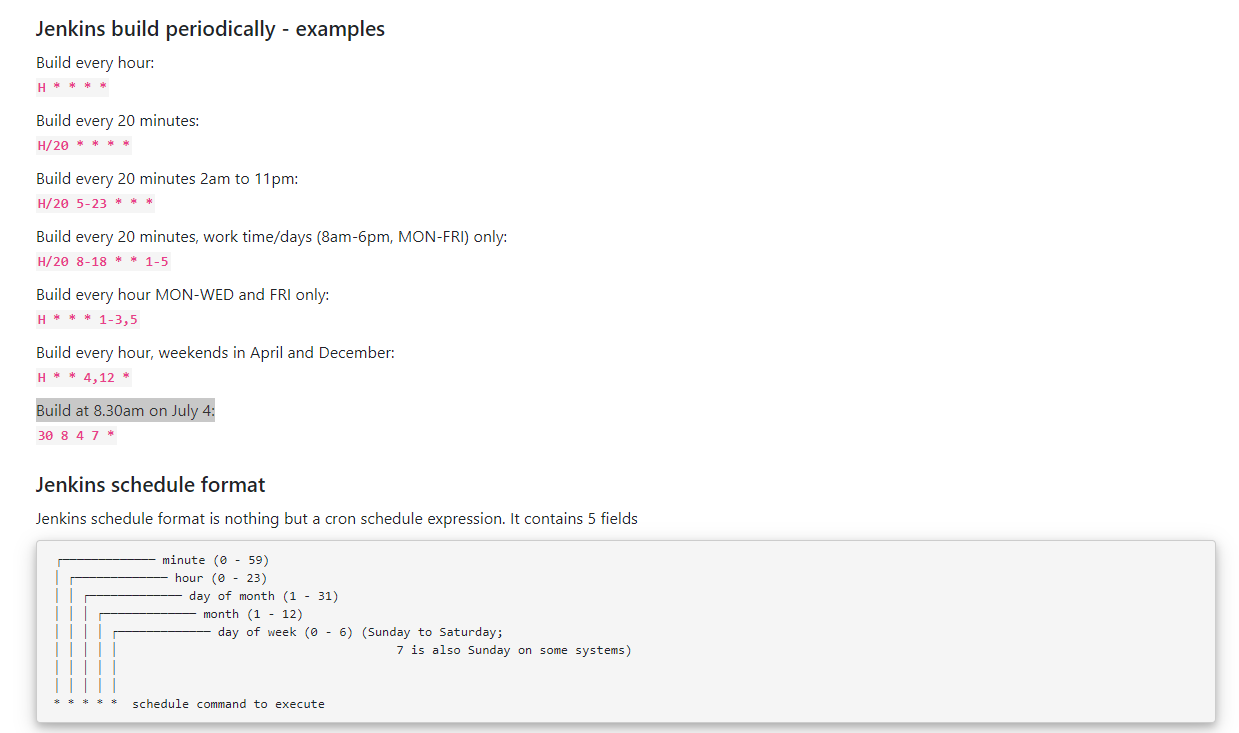 Jenkins build periodically - examples
Build every hour:
H * * * *
Build every 20 minutes:
H/20 * * * *
Build every 20 minutes 2am to 11pm:
H/20 5-23 * * *
Build every 20 minutes, work time/days (8am-6pm, MON-FRI) only:
H/20 8-18 * * 1-5
Build every hour MON-WED and FRI only:
H * * * 1-3,5
Build every hour, weekends in April and December:
H * * 4,12 *
Build at 8.30am on July 4:
30 8 4 7 *
Jenkins schedule format
Jenkins schedule format is nothing but a cron schedule expression. It contains 5 fields
minute (0 - 59)
hour (0 - 23)
day of month (1 - 31)
month (1 - 12)
day of week (0 - 6) (Sunday to Saturday;
7 is also Sunday on some systems)
* * * * * schedule command to execute